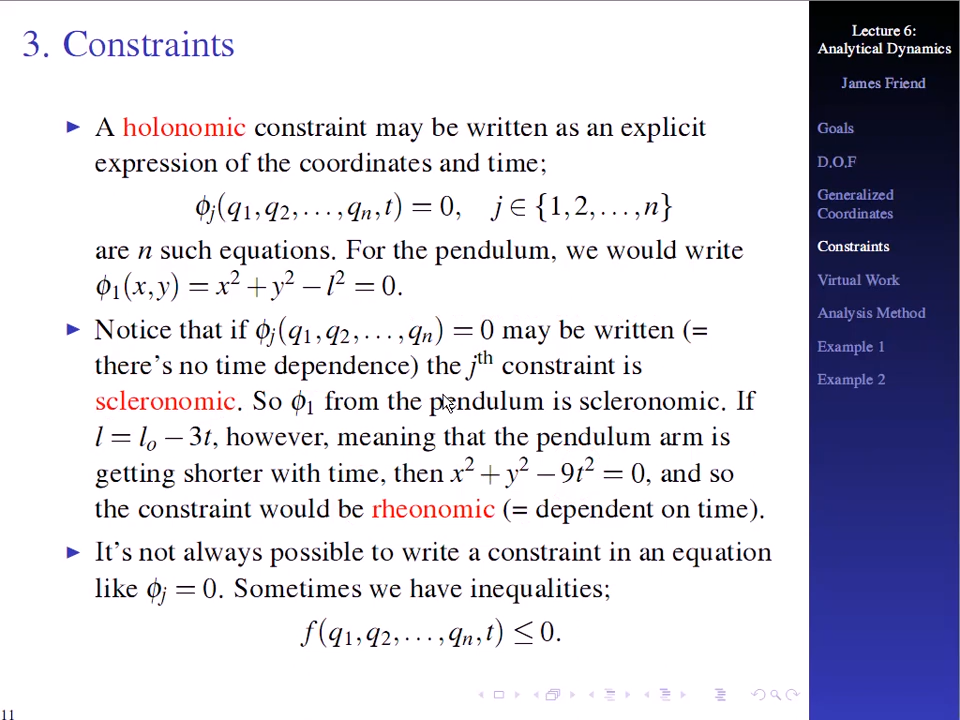 3. Constraints
A holonomic constraint may be written as an explicit
expression of the coordinates and time;
ϕj(q1,q2,...,qn,t) = 0,   j ∈ {1,2,...,n}
are n such equations. For the pendulum, we would write
ϕ1(x,y) = x² + y² − l² = 0.
Notice that if ϕj(q1,q2,...,qn) = 0 may be written (=
there's no time dependence) the jth constraint is
scleronomic. So ϕ1 from the pendulum is scleronomic. If
l = lo − 3t, however, meaning that the pendulum arm is
getting shorter with time, then x² + y² − 9t² = 0, and so
the constraint would be rheonomic (= dependent on time).
It's not always possible to write a constraint in an equation
like ϕj = 0. Sometimes we have inequalities;
f(q1,q2,...,qn,t) ≤ 0.
11
Lecture 6:
Analytical Dynamics
James Friend
Goals
D.O.F
Generalized
Coordinates
Constraints
Virtual Work
Analysis Method
Example 1
Example 2